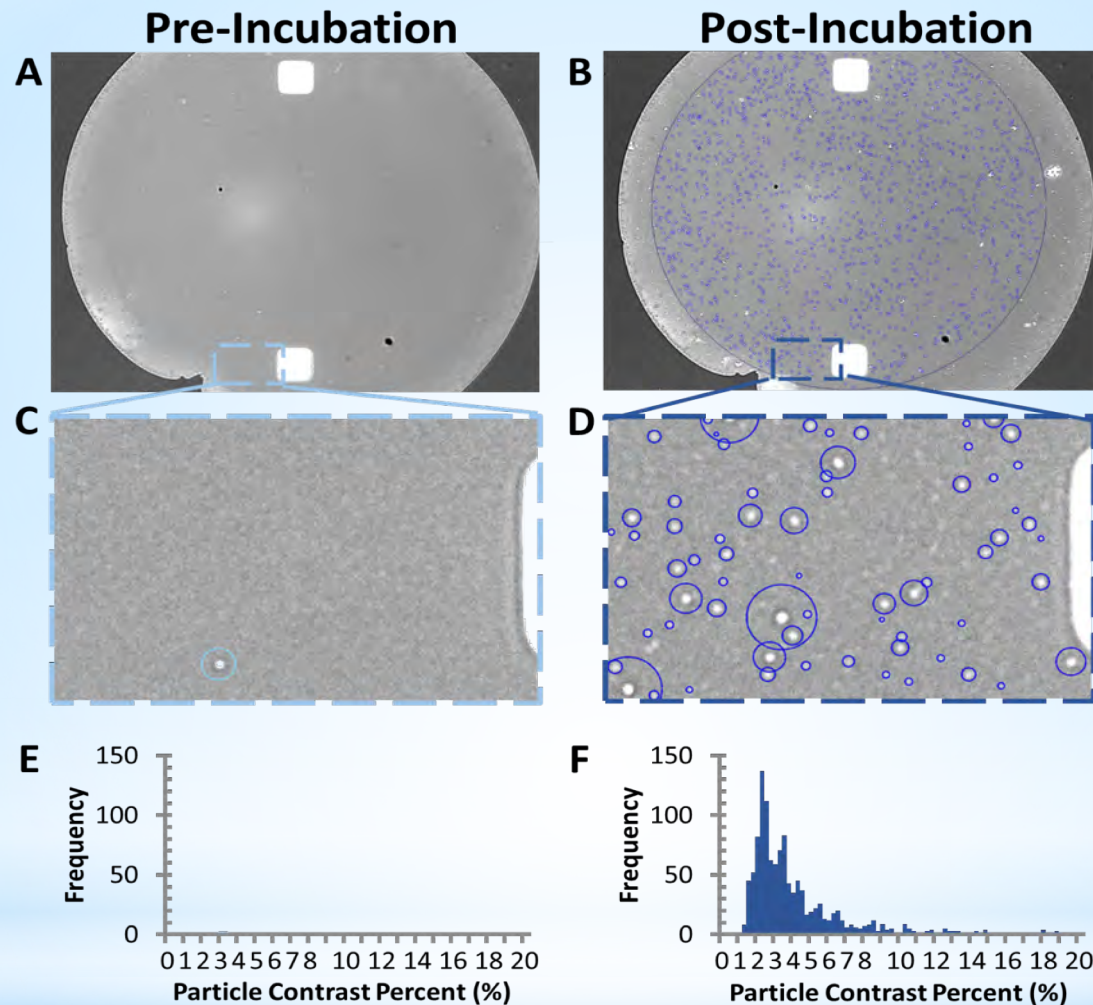 Pre-Incubation
Post-Incubation
A
B
C
D
E
F
150
100
50
0
Frequency
0 1 2 3 4 5 6 7 8 10 12 14 16 18 20
Particle Contrast Percent (%)
150
100
50
0
Frequency
0 1 2 3 4 5 6 7 8 10 12 14 16 18 20
Particle Contrast Percent (%)